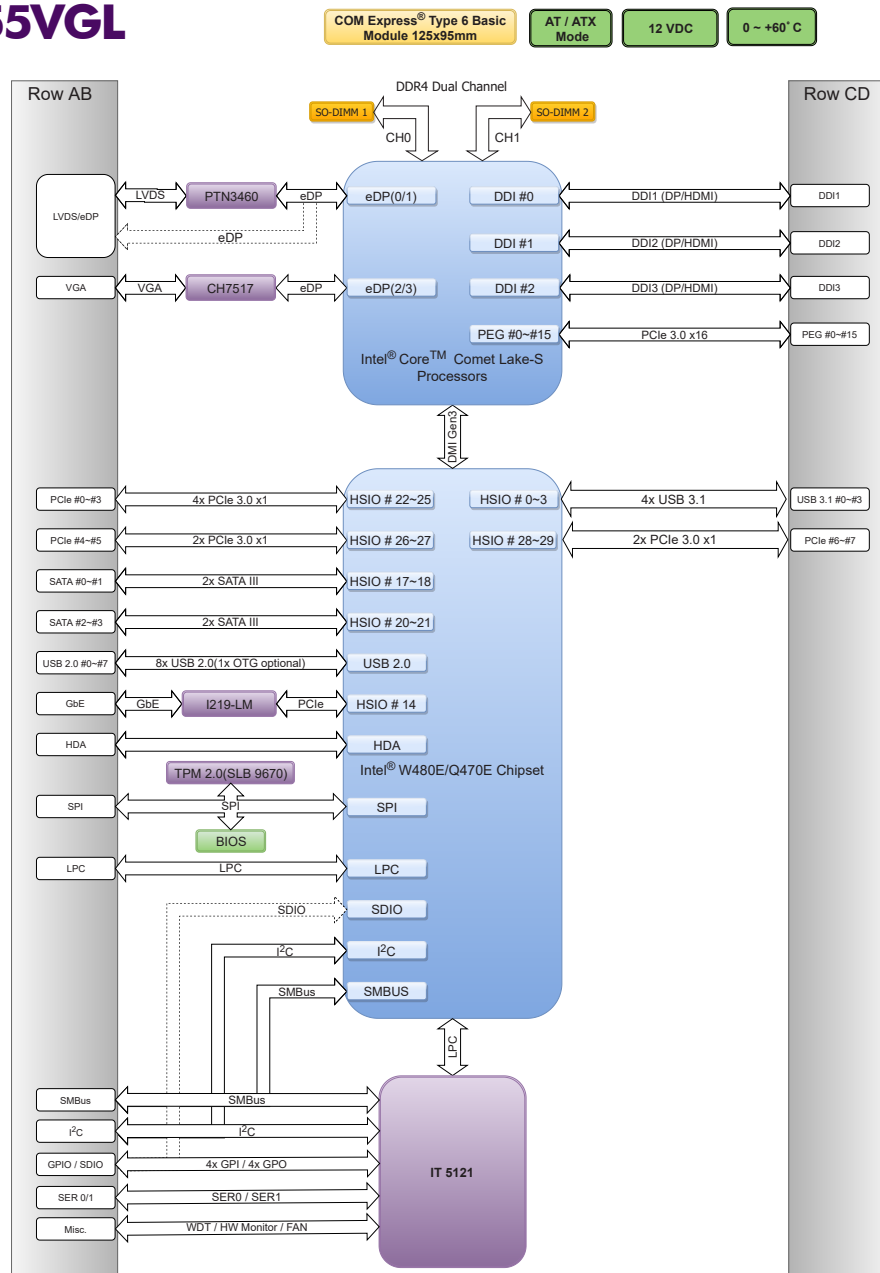 55VGL
COM Express® Type 6 Basic
Module 125x95mm
AT / ATX
Mode
12 VDC
0 ~ +60°C
Row AB
DDR4 Dual Channel
Row CD
SO-DIMM 1
SO-DIMM 2
CH0
CH1
LVDS/eDP
LVDS
PTN3460
eDP
eDP(0/1)
DDI #0
DDI1 (DP/HDMI)
DDI1
eDP
DDI #1
DDI2 (DP/HDMI)
DDI2
VGA
VGA
CH7517
eDP
eDP(2/3)
DDI #2
DDI3 (DP/HDMI)
DDI3
PEG #0~#15
PCIe 3.0 x16
PEG #0~#15
Intel® Core™ Comet Lake-S
Processors
DMI Gen3
PCIe #0~#3
4x PCIe 3.0 x1
HSIO # 22~25
HSIO # 0~3
4x USB 3.1
USB 3.1 #0~#3
PCIe #4~#5
2x PCIe 3.0 x1
HSIO # 26~27
HSIO # 28~29
2x PCIe 3.0 x1
PCIe #6~#7
SATA #0~#1
2x SATA III
HSIO # 17~18
SATA #2~#3
2x SATA III
HSIO # 20~21
USB 2.0 #0~#7
8x USB 2.0(1x OTG optional)
USB 2.0
GbE
GbE
I219-LM
PCIe
HSIO # 14
HDA
HDA
Intel® W480E/Q470E Chipset
TPM 2.0(SLB 9670)
SPI
SPI
SPI
BIOS
LPC
LPC
LPC
SDIO
SDIO
I²C
I²C
SMBus
SMBUS
LPC
SMBus
SMBus
I²C
I²C
GPIO / SDIO
4x GPI / 4x GPO
IT 5121
SER 0/1
SER0 / SER1
Misc.
WDT / HW Monitor / FAN